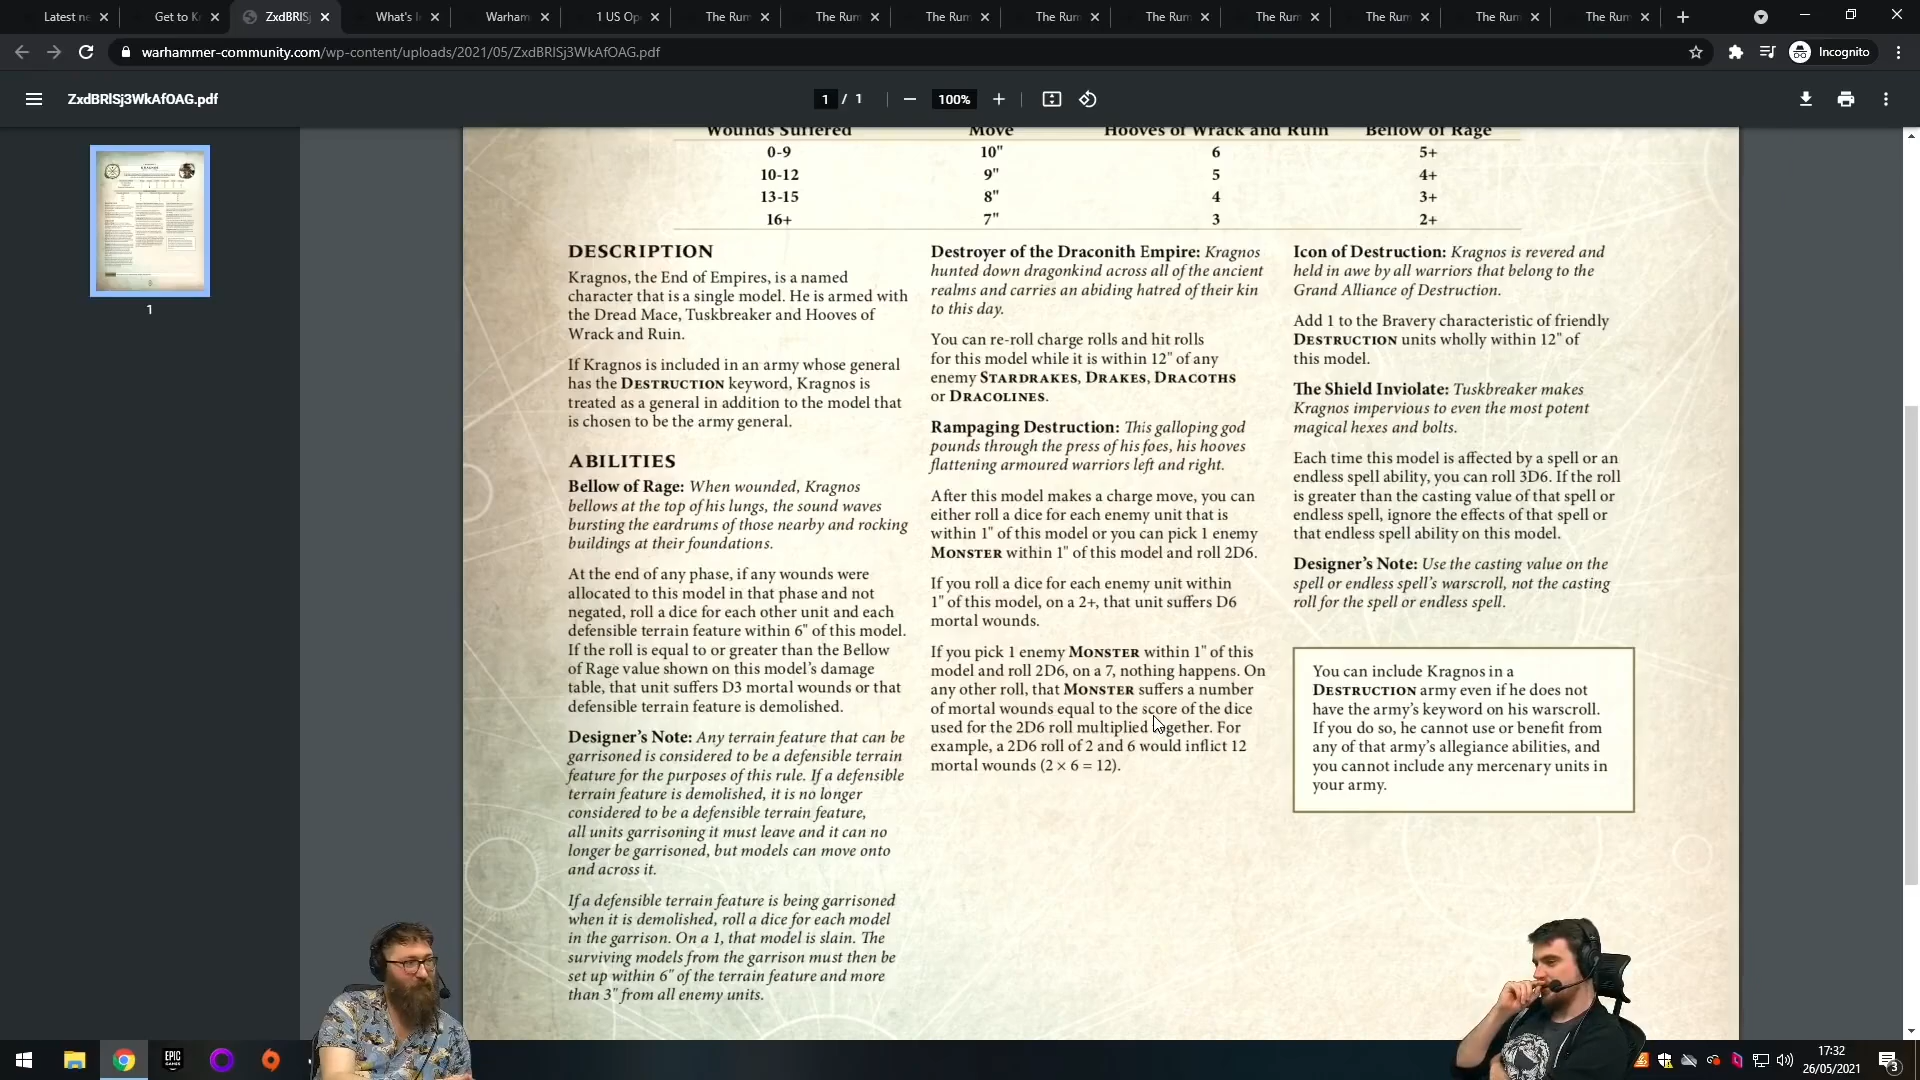 Latest ne
Get to K
ZxdBRlSj
What's
Warham
1 US Op
The Rum
The Rum
The Rum
The Rum
The Rum
The Rum
The Rum
The Rum
The Rum
warhammer-community.com/wp-content/uploads/2021/05/ZxdBRlSj3WkAfOAG.pdf
Incognito
ZxdBRlSj3WkAfOAG.pdf
1 / 1
100%
1
Wounds Suffered Move Hooves of Wrack and Ruin Bellow of Rage
0-9 10" 6 5+
10-12 9" 5 4+
13-15 8" 4 3+
16+ 7" 3 2+
DESCRIPTION
Kragnos, the End of Empires, is a named
character that is a single model. He is armed with
the Dread Mace, Tuskbreaker and Hooves of
Wrack and Ruin.
If Kragnos is included in an army whose general
has the DESTRUCTION keyword, Kragnos is
treated as a general in addition to the model that
is chosen to be the army general.
ABILITIES
Bellow of Rage: When wounded, Kragnos
bellows at the top of his lungs, the sound waves
bursting the eardrums of those nearby and rocking
buildings at their foundations.
At the end of any phase, if any wounds were
allocated to this model in that phase and not
negated, roll a dice for each other unit and each
defensible terrain feature within 6" of this model.
If the roll is equal to or greater than the Bellow
of Rage value shown on this model's damage
table, that unit suffers D3 mortal wounds or that
defensible terrain feature is demolished.
Designer's Note: Any terrain feature that can be
garrisoned is considered to be a defensible terrain
feature for the purposes of this rule. If a defensible
terrain feature is demolished, it is no longer
considered to be a defensible terrain feature,
all units garrisoning it must leave and it can no
longer be garrisoned, but models can move onto
and across it.
If a defensible terrain feature is being garrisoned
when it is demolished, roll a dice for each model
in the garrison. On a 1, that model is slain. The
surviving models from the garrison must then be
set up within 6" of the terrain feature and more
than 3" from all enemy units.
Destroyer of the Draconith Empire: Kragnos
hunted down dragonkind across all of the ancient
realms and carries an abiding hatred of their kin
to this day.
You can re-roll charge rolls and hit rolls
for this model while it is within 12" of any
enemy STARDRAKES, DRAKES, DRACOTHS
or DRACOLINES.
Rampaging Destruction: This galloping god
pounds through the press of his foes, his hooves
flattening armoured warriors left and right.
After this model makes a charge move, you can
either roll a dice for each enemy unit that is
within 1" of this model or you can pick 1 enemy
MONSTER within 1" of this model and roll 2D6.
If you roll a dice for each enemy unit within
1" of this model, on a 2+, that unit suffers D6
mortal wounds.
If you pick 1 enemy MONSTER within 1" of this
model and roll 2D6, on a 7, nothing happens. On
any other roll, that MONSTER suffers a number
of mortal wounds equal to the score of the dice
used for the 2D6 roll multiplied together. For
example, a 2D6 roll of 2 and 6 would inflict 12
mortal wounds (2 × 6 = 12).
Icon of Destruction: Kragnos is revered and
held in awe by all warriors that belong to the
Grand Alliance of Destruction.
Add 1 to the Bravery characteristic of friendly
DESTRUCTION units wholly within 12" of
this model.
The Shield Inviolate: Tuskbreaker makes
Kragnos impervious to even the most potent
magical hexes and bolts.
Each time this model is affected by a spell or an
endless spell ability, you can roll 3D6. If the roll
is greater than the casting value of that spell or
endless spell, ignore the effects of that spell or
that endless spell ability on this model.
Designer's Note: Use the casting value on the
spell or endless spell's warscroll, not the casting
roll for the spell or endless spell.
You can include Kragnos in a
DESTRUCTION army even if he does not
have the army's keyword on his warscroll.
If you do so, he cannot use or benefit from
any of that army's allegiance abilities, and
you cannot include any mercenary units in
your army.
EPIC
GAMES
17:32
26/05/2021
3